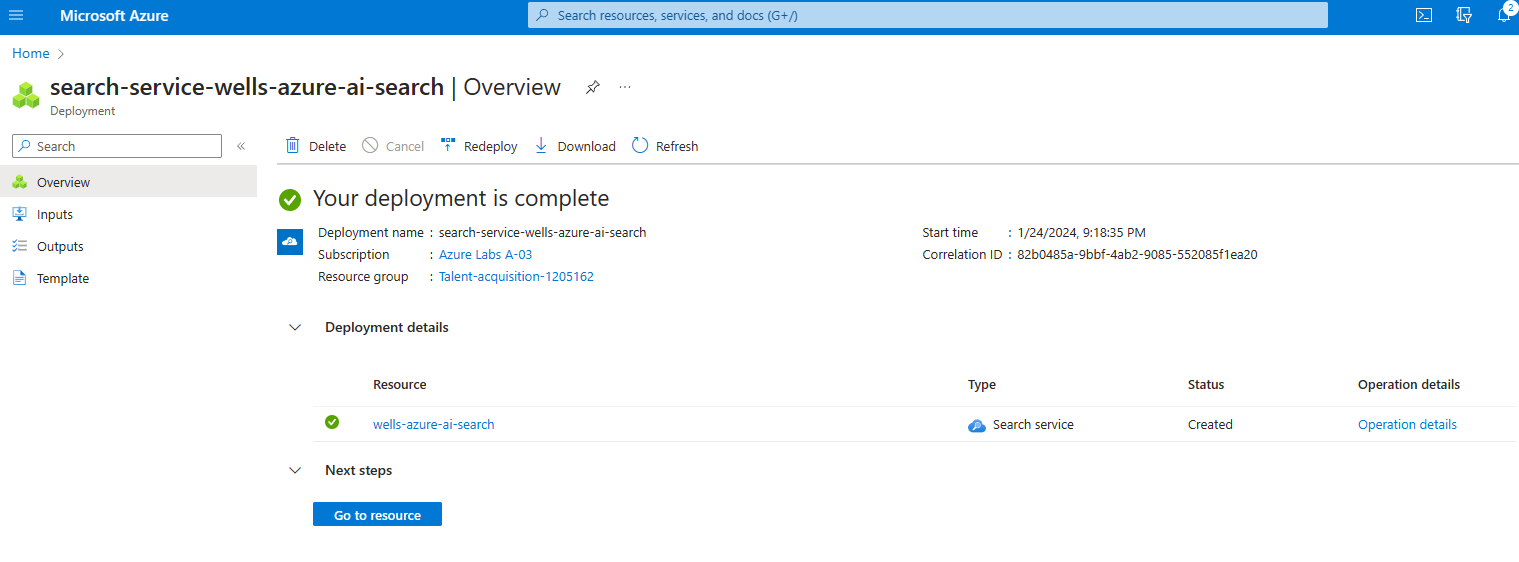 Microsoft Azure
Search resources, services, and docs (G+/)
2
Home
search-service-wells-azure-ai-search | Overview
Deployment
Search
Overview
Inputs
Outputs
Template
Delete Cancel Redeploy Download Refresh
Your deployment is complete
Deployment name : search-service-wells-azure-ai-search
Subscription : Azure Labs A-03
Resource group : Talent-acquisition-1205162
Start time : 1/24/2024, 9:18:35 PM
Correlation ID : 82b0485a-9bbf-4ab2-9085-552085f1ea20
Deployment details
Resource Type Status Operation details
wells-azure-ai-search Search service Created Operation details
Next steps
Go to resource